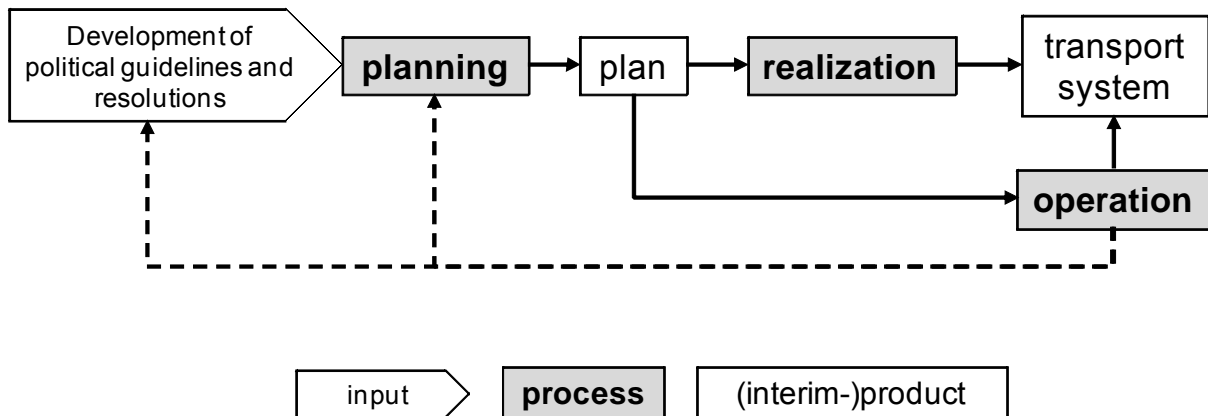 Development of
political guidelines and
resolutions
planning
plan
realization
transport
system
operation
input
process
(interim-)product